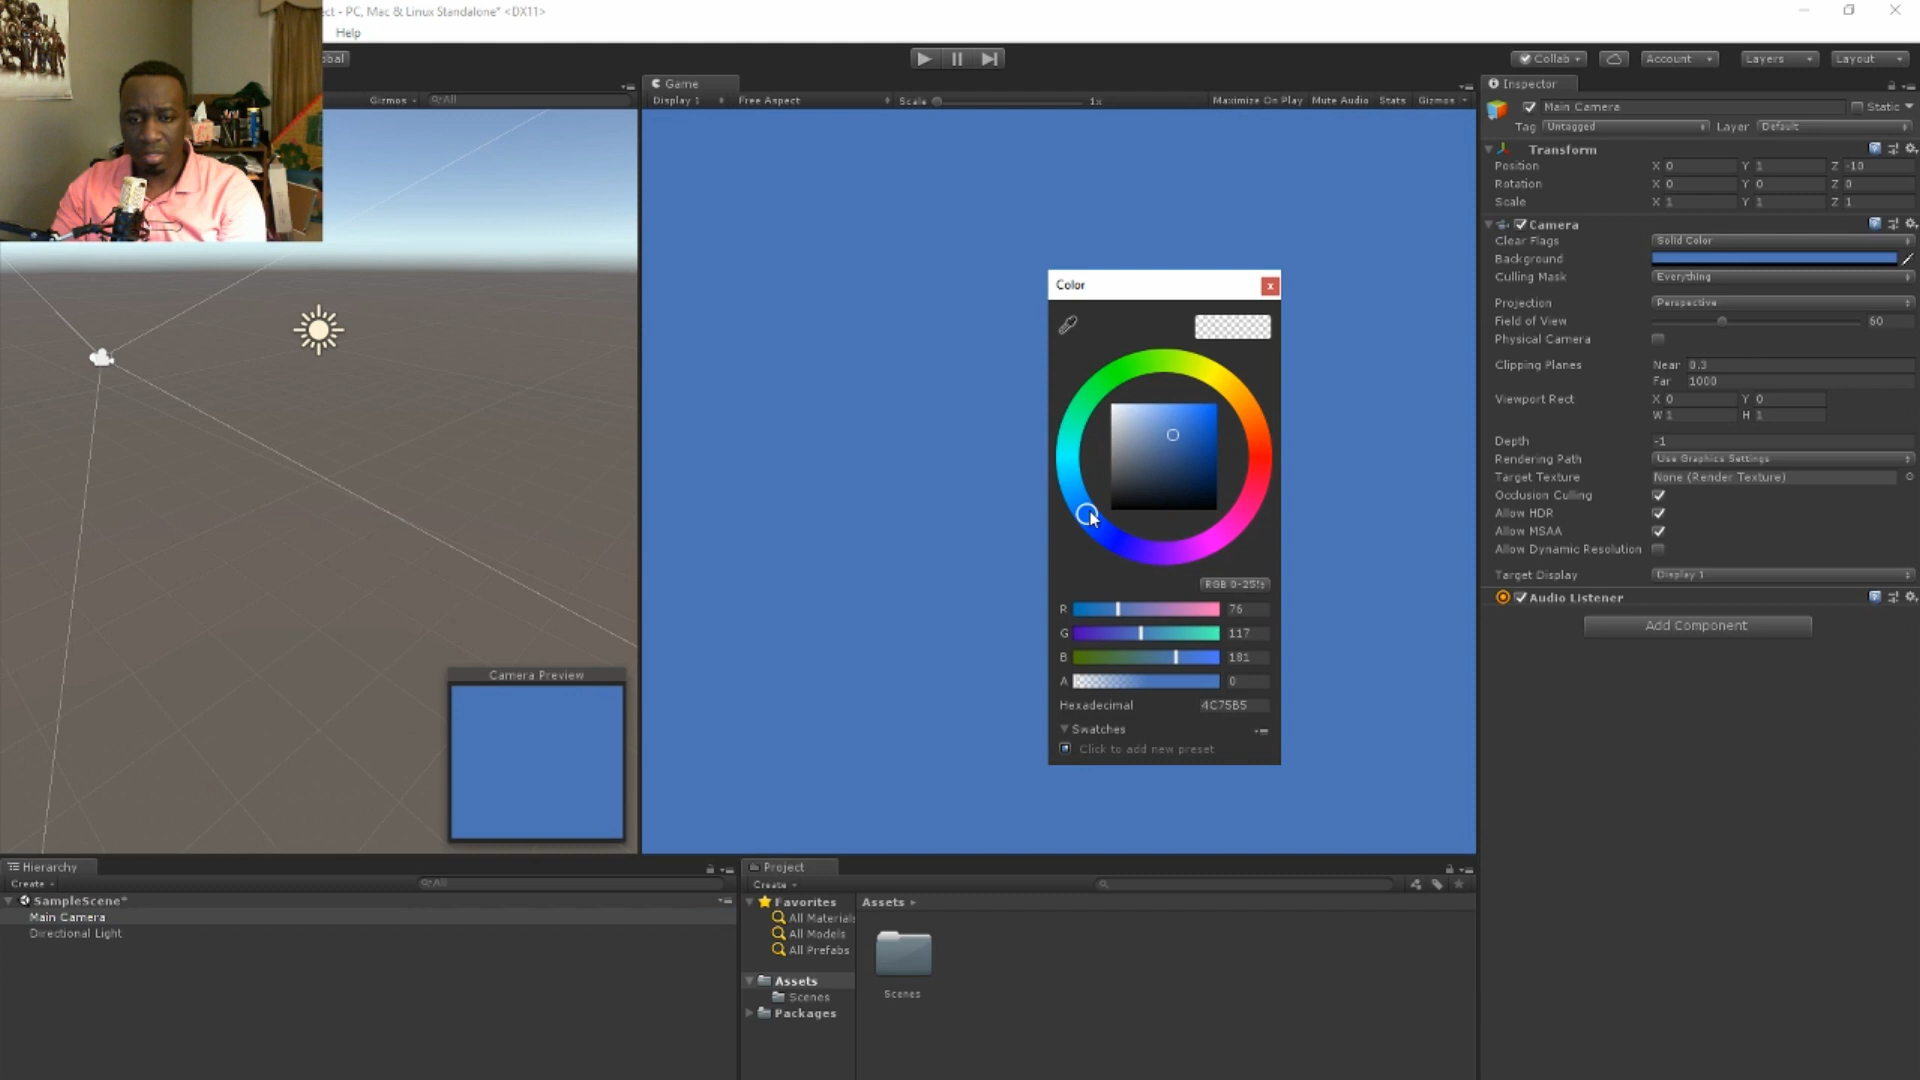 ct - PC, Mac & Linux Standalone* <DX11>
Help
bal
Collab
Account
Layers
Layout
Gizmos
All
Game
Display 1
Free Aspect
Scale
1x
Maximize On Play
Mute Audio
Stats
Gizmos
Inspector
Main Camera
Static
Tag
Untagged
Layer
Default
Transform
Position
X 0
Y 1
Z -10
Rotation
X 0
Y 0
Z 0
Scale
X 1
Y 1
Z 1
Camera
Clear Flags
Solid Color
Background
Culling Mask
Everything
Projection
Perspective
Field of View
60
Physical Camera
Clipping Planes
Near
0.3
Far
1000
Viewport Rect
X 0
Y 0
W 1
H 1
Depth
-1
Rendering Path
Use Graphics Settings
Target Texture
None (Render Texture)
Occlusion Culling
Allow HDR
Allow MSAA
Allow Dynamic Resolution
Target Display
Display 1
Audio Listener
Add Component
Color
x
RGB 0-25
R
76
G
117
B
181
A
0
Hexadecimal
4C75B5
Swatches
Click to add new preset
Camera Preview
Hierarchy
Create
All
SampleScene*
Main Camera
Directional Light
Project
Create
Favorites
All Materials
All Models
All Prefabs
Assets
Scenes
Packages
Assets
Scenes